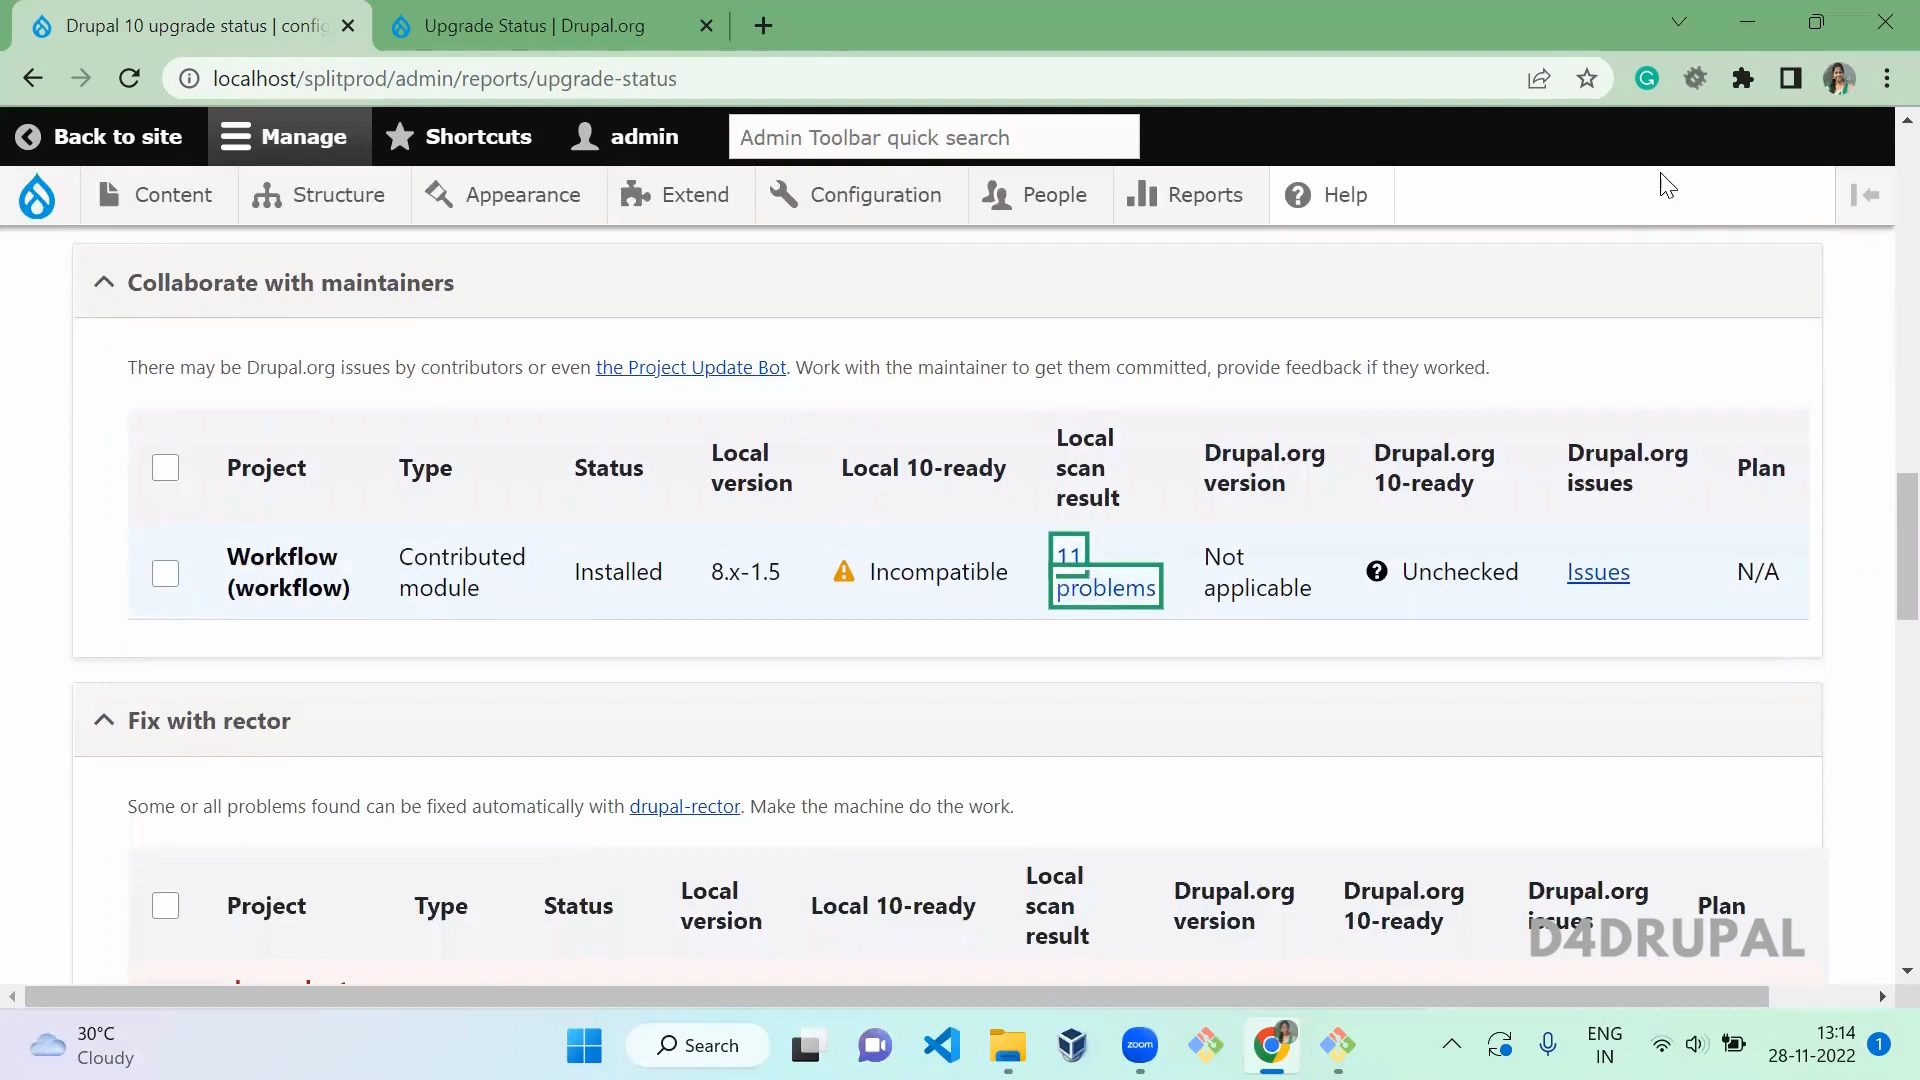 Drupal 10 upgrade status | config
Upgrade Status | Drupal.org
localhost/splitprod/admin/reports/upgrade-status
Back to site
Manage
Shortcuts
admin
Admin Toolbar quick search
Content
Structure
Appearance
Extend
Configuration
People
Reports
Help
Collaborate with maintainers
There may be Drupal.org issues by contributors or even the Project Update Bot. Work with the maintainer to get them committed, provide feedback if they worked.
Project
Type
Status
Local
version
Local 10-ready
Local
scan
result
Drupal.org
version
Drupal.org
10-ready
Drupal.org
issues
Plan
Workflow
(workflow)
Contributed
module
Installed
8.x-1.5
Incompatible
11
problems
Not
applicable
Unchecked
Issues
N/A
Fix with rector
Some or all problems found can be fixed automatically with drupal-rector. Make the machine do the work.
Project
Type
Status
Local
version
Local 10-ready
Local
scan
result
Drupal.org
version
Drupal.org
10-ready
Drupal.org
issues
Plan
D4DRUPAL
30°C
Cloudy
Search
zoom
ENG
IN
13:14
28-11-2022
1